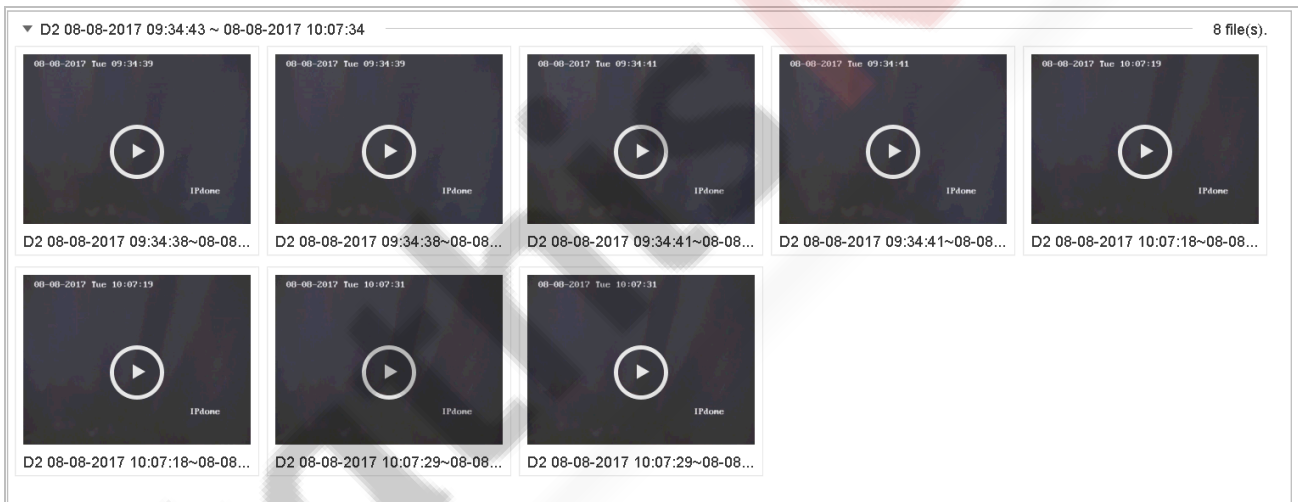 D2 08-08-2017 09:34:43 ~ 08-08-2017 10:07:34 8 file(s).
08-08-2017 Tue 09:34:39
IPdome
D2 08-08-2017 09:34:38~08-08...
08-08-2017 Tue 09:34:39
IPdome
D2 08-08-2017 09:34:38~08-08...
08-08-2017 Tue 09:34:41
IPdome
D2 08-08-2017 09:34:41~08-08...
08-08-2017 Tue 09:34:41
IPdome
D2 08-08-2017 09:34:41~08-08...
08-08-2017 Tue 10:07:19
IPdome
D2 08-08-2017 10:07:18~08-08...
08-08-2017 Tue 10:07:19
IPdome
D2 08-08-2017 10:07:18~08-08...
08-08-2017 Tue 10:07:31
IPdome
D2 08-08-2017 10:07:29~08-08...
08-08-2017 Tue 10:07:31
IPdome
D2 08-08-2017 10:07:29~08-08...